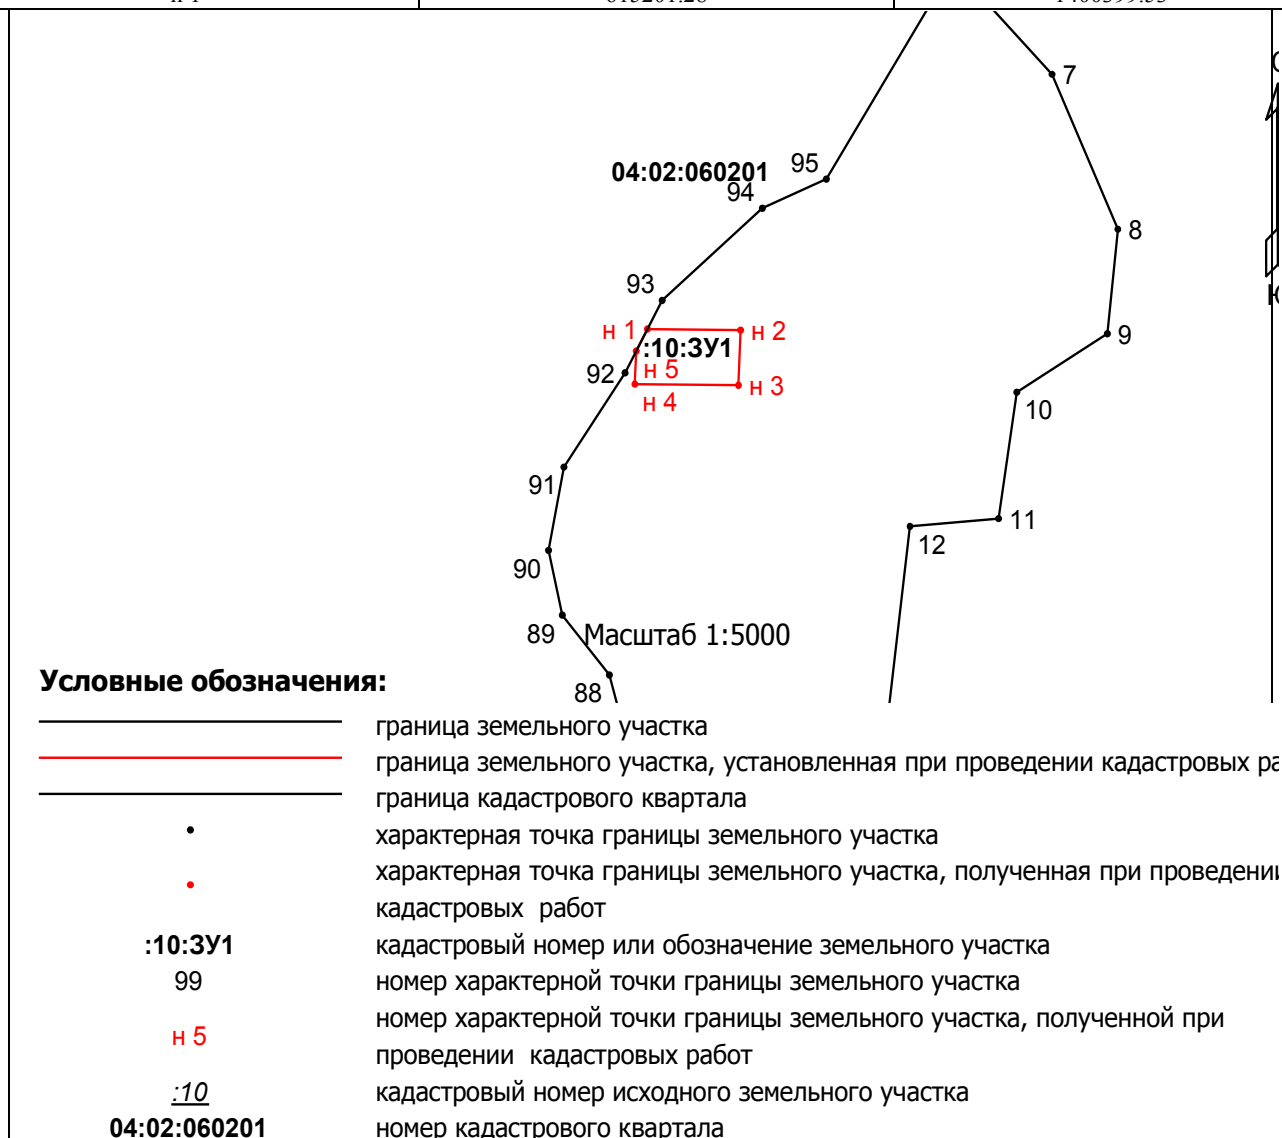 7
95
04:02:060201
94
8
93
н 1
н 2
9
:10:ЗУ1
92
н 5
н 3
н 4
10
91
11
12
90
89
Масштаб 1:5000
Условные обозначения:
88
граница земельного участка
граница земельного участка, установленная при проведении кадастровых
граница кадастрового квартала
характерная точка границы земельного участка
характерная точка границы земельного участка, полученная при проведении
кадастровых работ
:10:ЗУ1 кадастровый номер или обозначение земельного участка
99 номер характерной точки границы земельного участка
номер характерной точки границы земельного участка, полученной при
н 5
проведении кадастровых работ
:10 кадастровый номер исходного земельного участка
04:02:060201 номер кадастрового квартала